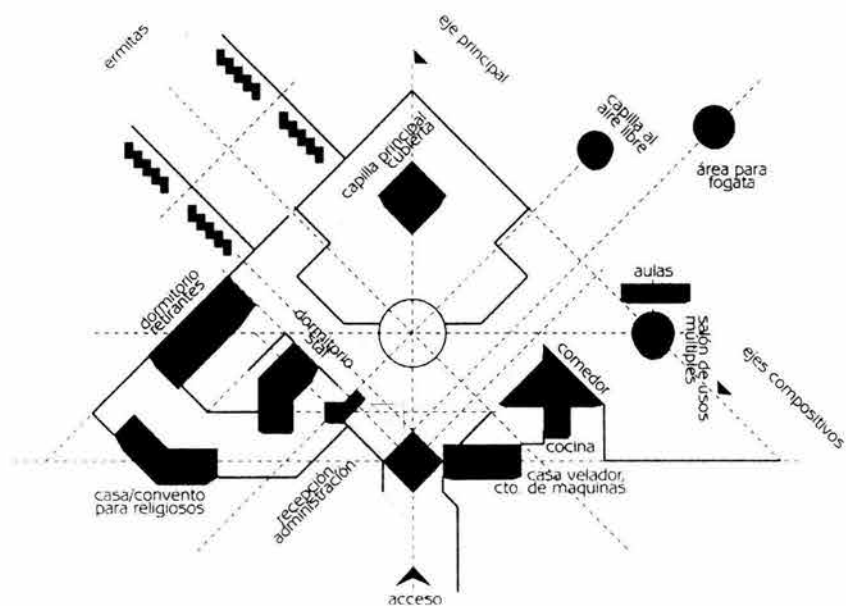 ermitas
eje principal
capilla principal
cubierta
capilla al
aire libre
área para
fogata
aulas
salón de usos
múltiples
dormitorio
retirantes
dormitorio
staf
comedor
ejes compositivos
cocina
casa velador,
cto. de maquinas
casa/convento
para religiosos
recepción
administración
acceso